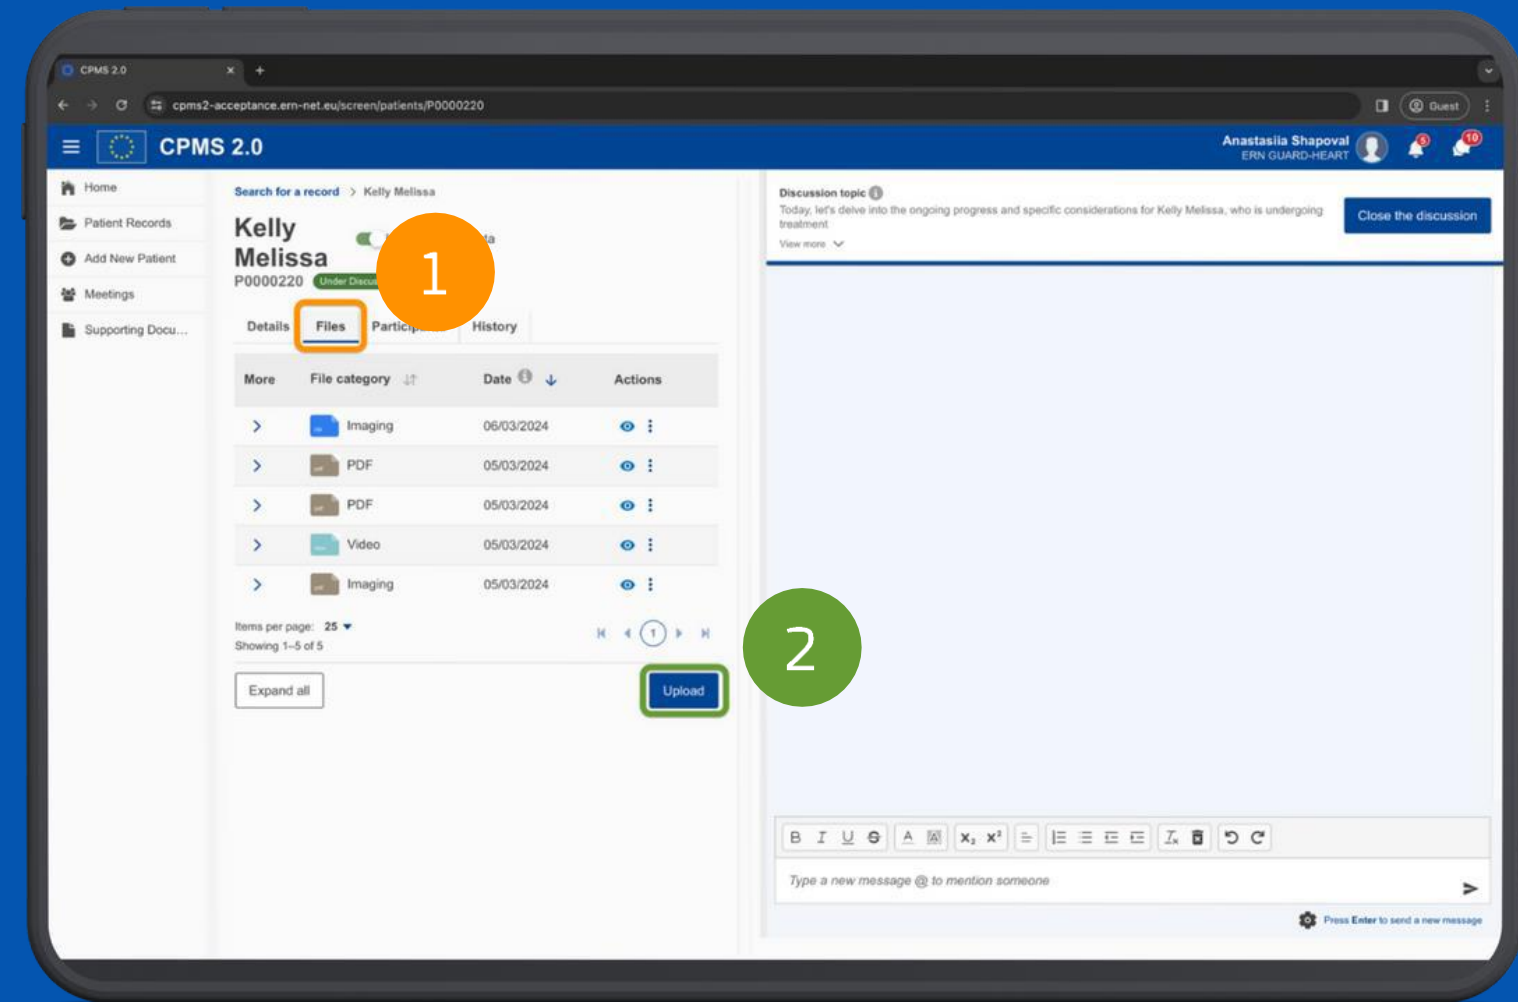 CPMS 2.0
cpms2-acceptance.ern-net.eu/screen/patients/P0000220
Guest
CPMS 2.0
Anastasiia Shapoval
ERN GUARD-HEART
5
10
Home
Patient Records
Add New Patient
Meetings
Supporting Docu...
Search for a record > Kelly Melissa
Kelly
Melissa
P0000220 Under
1
Details Files History
More File category Date Actions
Imaging 06/03/2024
PDF 05/03/2024
PDF 05/03/2024
Video 05/03/2024
Imaging 05/03/2024
Items per page: 25
Showing 1–5 of 5
1
Expand all
Upload
2
Discussion topic
Today, let's delve into the ongoing progress and specific considerations for Kelly Melissa, who is undergoing
treatment
View more
Close the discussion
B I U S A A X₂ X²
Type a new message @ to mention someone
Press Enter to send a new message